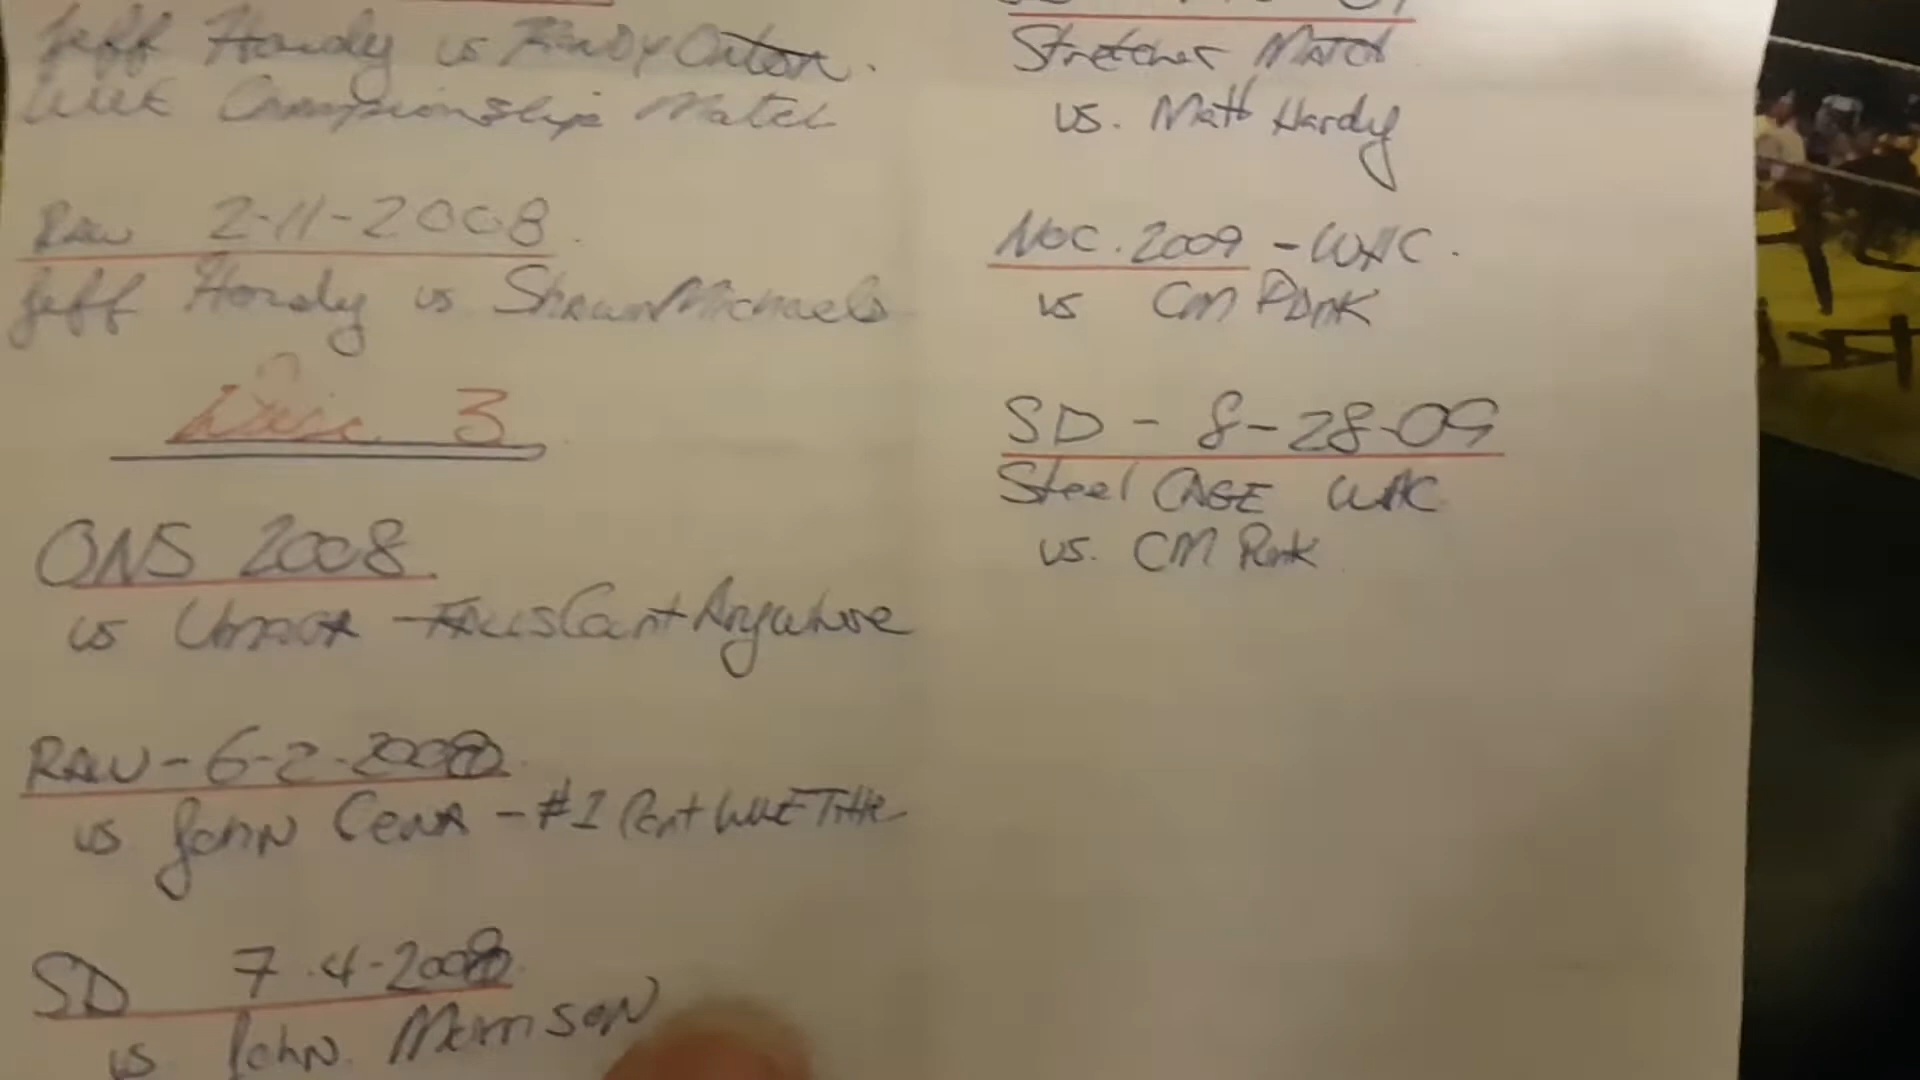 Jeff Hardy vs Randy Orton.
WWE Championship Match
Raw 2-11-2008.
Jeff Hardy vs Shawn Michaels
Disc 3
ONS 2008.
vs Umaga - Falls Count Anywhere
RAW - 6-2-2008.
vs John Cena - #1 Cont WWE Title
SD 7.4-2008.
vs John Morrison
Stretcher Match
vs. Matt Hardy
NOC. 2009 - WHC.
vs CM Punk
SD - 8-28-09
Steel CAGE WHC
vs. CM Punk